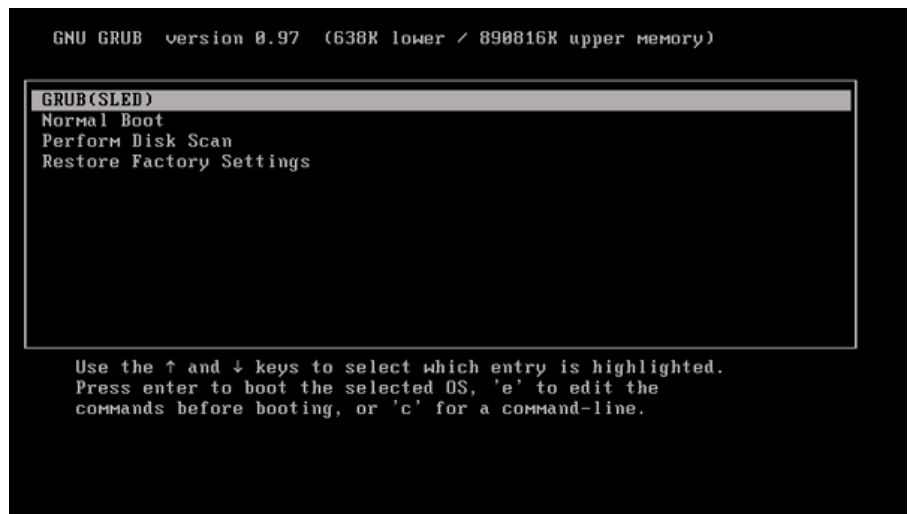 GNU GRUB  version 0.97  (638K lower / 890816K upper memory)
GRUB(SLED)
Normal Boot
Perform Disk Scan
Restore Factory Settings
Use the ↑ and ↓ keys to select which entry is highlighted.
Press enter to boot the selected OS, 'e' to edit the
commands before booting, or 'c' for a command-line.